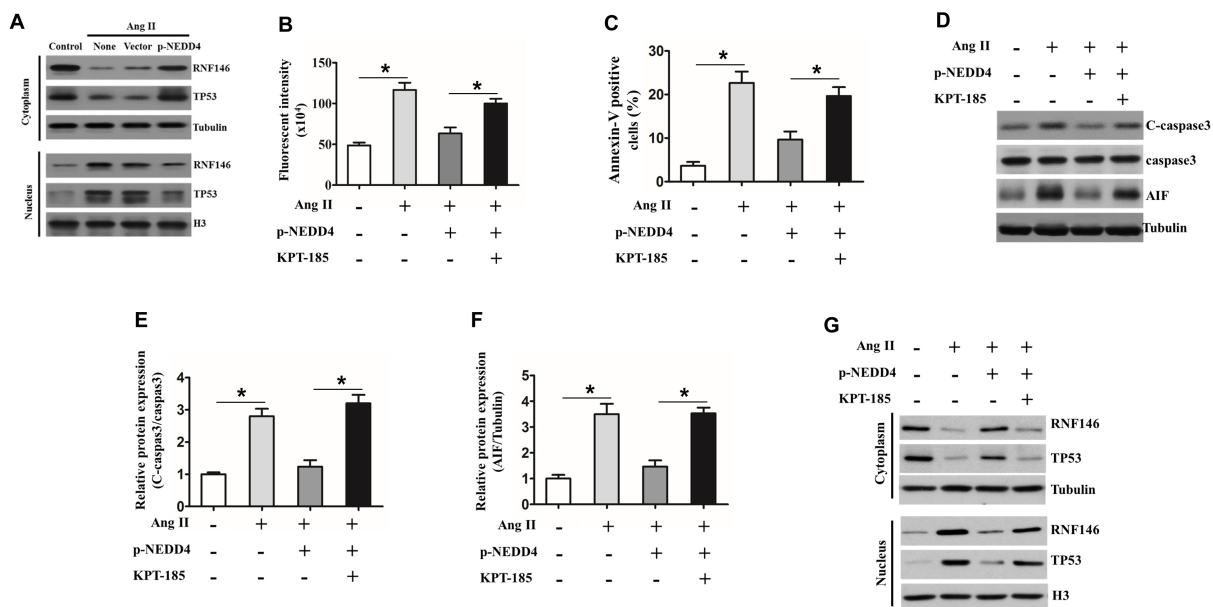 A
Ang II
Control None Vector p-NEDD4
Cytoplasm
RNF146
TP53
Tubulin
Nucleus
RNF146
TP53
H3
B
Fluorescent intensity
(x10⁴)
150
100
50
0
*
*
Ang II - + + +
p-NEDD4 - - + +
KPT-185 - - - +
C
Annexin-V positive
clells (%)
30
20
10
0
*
*
Ang II - + + +
p-NEDD4 - - + +
KPT-185 - - - +
D
Ang II - + + +
p-NEDD4 - - + +
KPT-185 - - - +
C-caspase3
caspase3
AIF
Tubulin
E
Relative protein expression
(C-caspas3/caspas3)
4
3
2
1
0
*
*
Ang II - + + +
p-NEDD4 - - + +
KPT-185 - - - +
F
Relative protein expression
(AIF/Tubulin)
5
4
3
2
1
0
*
*
Ang II - + + +
p-NEDD4 - - + +
KPT-185 - - - +
G
Ang II - + + +
p-NEDD4 - - + +
KPT-185 - - - +
Cytoplasm
RNF146
TP53
Tubulin
Nucleus
RNF146
TP53
H3